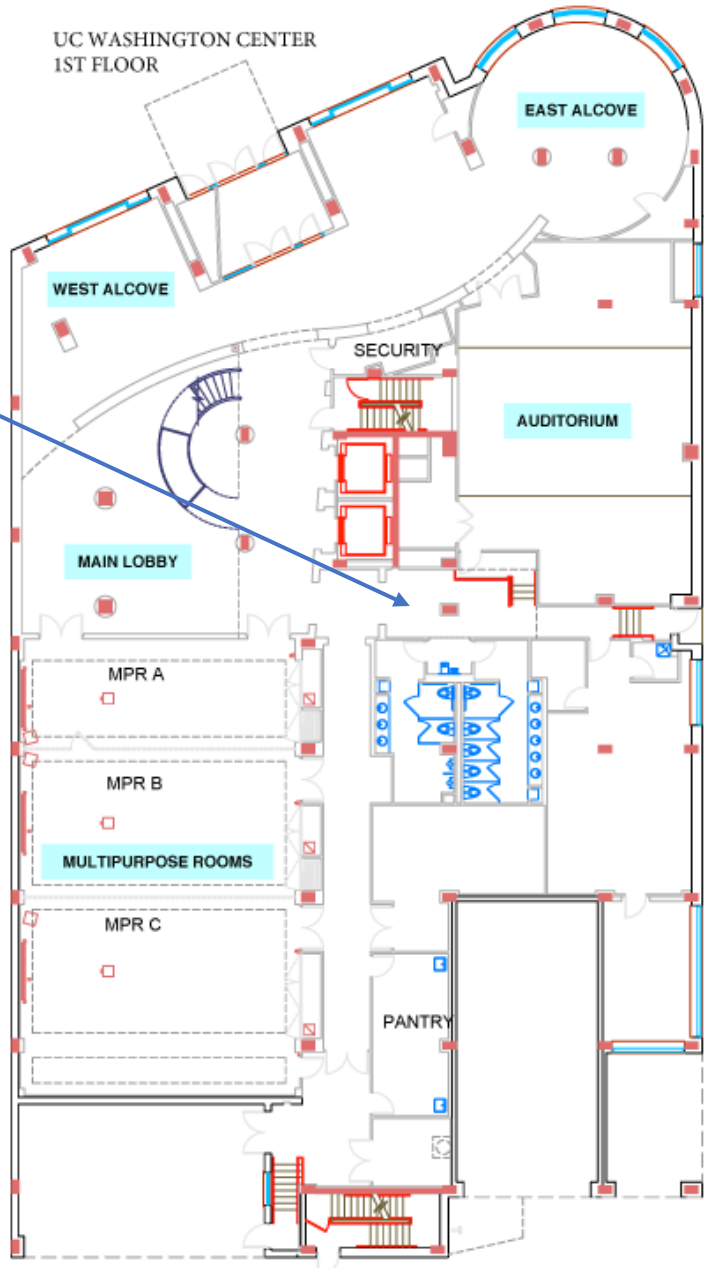 UC WASHINGTON CENTER
1ST FLOOR
EAST ALCOVE
WEST ALCOVE
SECURITY
AUDITORIUM
MAIN LOBBY
MPR A
MPR B
MULTIPURPOSE ROOMS
MPR C
PANTRY